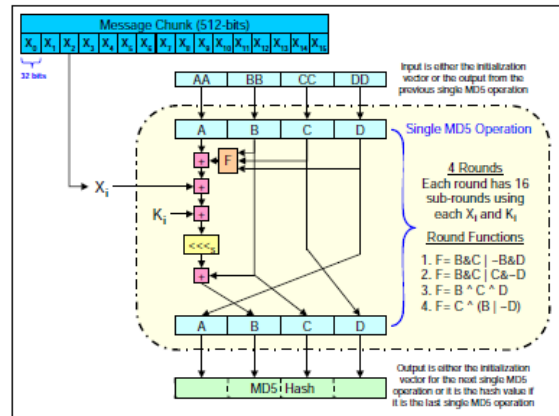 Message Chunk (512-bits)
X0 X1 X2 X3 X4 X5 X6 X7 X8 X9 X10 X11 X12 X13 X14 X15
32 bits
AA BB CC DD
Input is either the initialization
vector or the output from the
previous single MD5 operation
A B C D
Single MD5 Operation
F
+
Xi
+
Ki
+
<<<s
+
4 Rounds
Each round has 16
sub-rounds using
each Xi and Ki
Round Functions
1. F= B&C | ~B&D
2. F= B&C | C&~D
3. F= B ^ C ^ D
4. F= C ^ (B | ~D)
A B C D
MD5 Hash
Output is either the initialization
vector for the next single MD5
operation or it is the hash value if
it is the last single MD5 operation